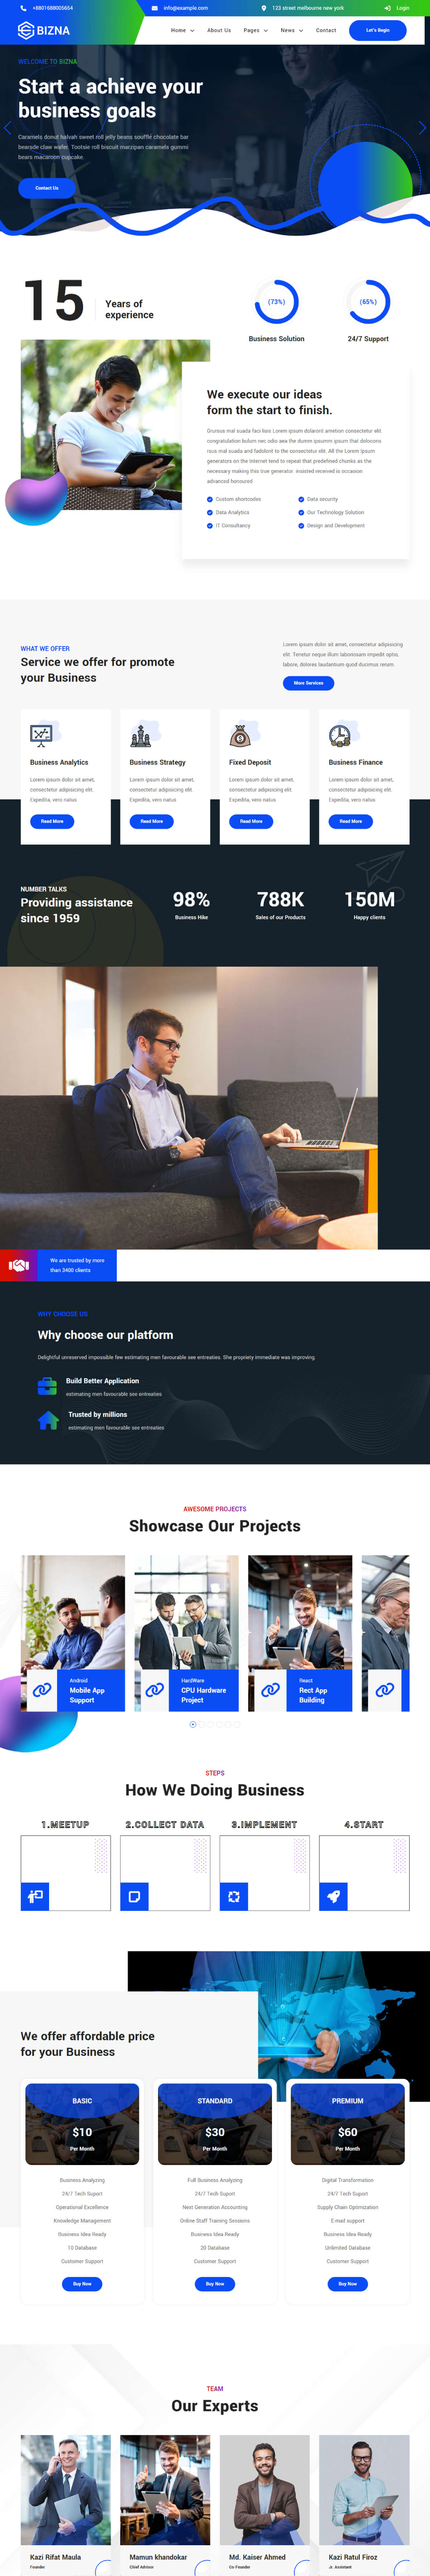 +8801688005654
info@example.com
123 street melbourne new york
Login
BIZNA
Home
About Us
Pages
News
Contact
Let's Begin
WELCOME TO BIZNA
Start a achieve your
business goals
Caramels donut halvah sweet roll jelly beans soufflé chocolate bar
bearsde claw wafer. Tootsie roll biscuit marzipan caramels gummi
bears macaroon cupcake.
Contact Us
15
Years of
experience
(73%)
Business Solution
(65%)
24/7 Support
We execute our ideas
form the start to finish.
Grursus mal suada faci lisis Lorem ipsum dolarorit ametion consectetur elit.
congratulation bulum nec odio aea the dumm ipsumm ipsum that dolocons
rsus mal suada and fadolorit to the consectetur elit. All the Lorem Ipsum
generators on the Internet tend to repeat that predefined chunks as the
necessary making this true generator insisted received is occasion
advanced honoured
Custom shortcodes
Data security
Data Analytics
Our Technology Solution
IT Consultancy
Design and Development
WHAT WE OFFER
Service we offer for promote
your Business
Lorem ipsum dolor sit amet, consectetur adipisicing
elit. Tenetur neque illum laboriosam impedit optio,
labore, dolores laudantium quod ducimus rerum.
More Services
Business Analytics
Lorem ipsum dolor sit amet,
consectetur adipisicing elit.
Expedita, vero natus
Read More
Business Strategy
Lorem ipsum dolor sit amet,
consectetur adipisicing elit.
Expedita, vero natus
Read More
Fixed Deposit
Lorem ipsum dolor sit amet,
consectetur adipisicing elit.
Expedita, vero natus
Read More
Business Finance
Lorem ipsum dolor sit amet,
consectetur adipisicing elit.
Expedita, vero natus
Read More
NUMBER TALKS
Providing assistance
since 1959
98%
Business Hike
788K
Sales of our Products
150M
Happy clients
We are trusted by more
than 3400 clients
WHY CHOOSE US
Why choose our platform
Delightful unreserved impossible few estimating men favourable see entreaties. She propriety immediate was improving.
Build Better Application
estimating men favourable see entreaties
Trusted by millions
estimating men favourable see entreaties
AWESOME PROJECTS
Showcase Our Projects
Android
Mobile App
Support
HardWare
CPU Hardware
Project
React
Rect App
Building
STEPS
How We Doing Business
1.MEETUP
2.COLLECT DATA
3.IMPLEMENT
4.START
We offer affordable price
for your Business
BASIC
$10
Per Month
Business Analyzing
24/7 Tech Suport
Operational Excellence
Knowledge Management
Business Idea Ready
10 Database
Customer Support
Buy Now
STANDARD
$30
Per Month
Full Business Analyzing
24/7 Tech Suport
Next Generation Accounting
Online Staff Training Sessions
Business Idea Ready
20 Database
Customer Support
Buy Now
PREMIUM
$60
Per Month
Digital Transformation
24/7 Tech Suport
Supply Chain Optimization
E-mail support
Business Idea Ready
Unlimited Database
Customer Support
Buy Now
TEAM
Our Experts
Kazi Rifat Maula
Founder
Mamun khandokar
Chief Advisor
Md. Kaiser Ahmed
Co-Founder
Kazi Ratul Firoz
Jr. Assistant